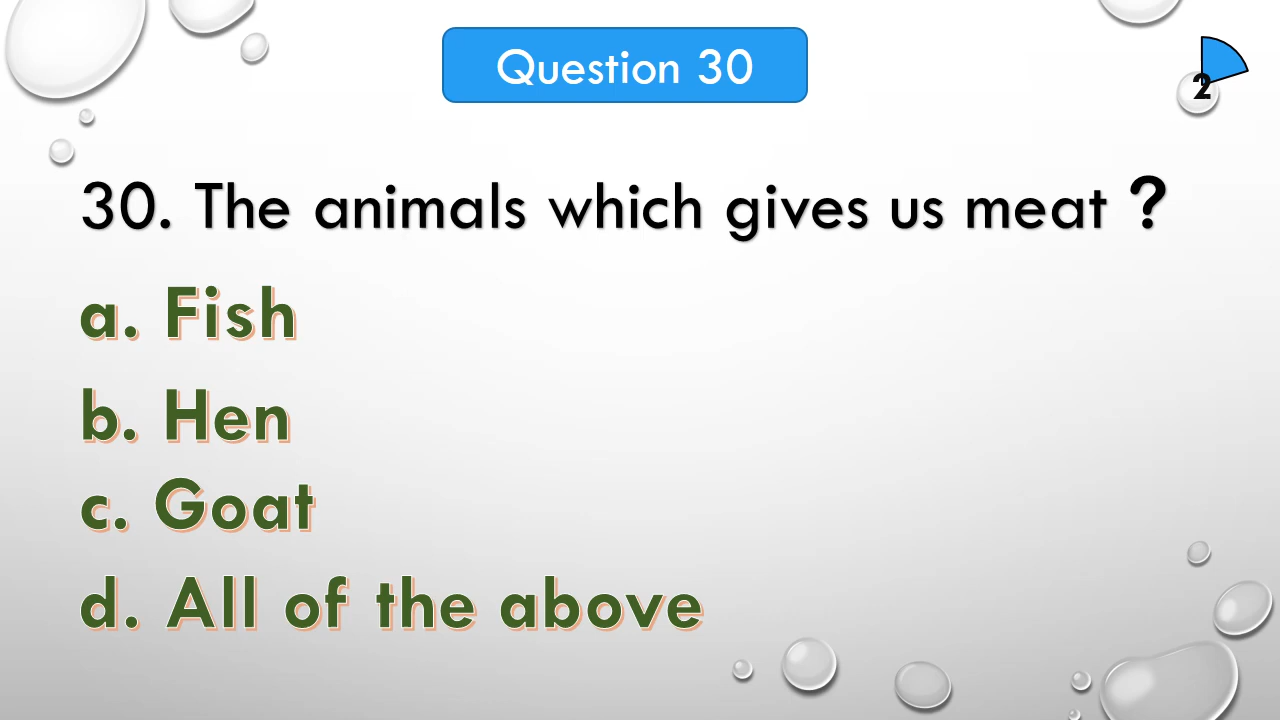 Question 30
2
30. The animals which gives us meat ?
a. Fish
b. Hen
c. Goat
d. All of the above